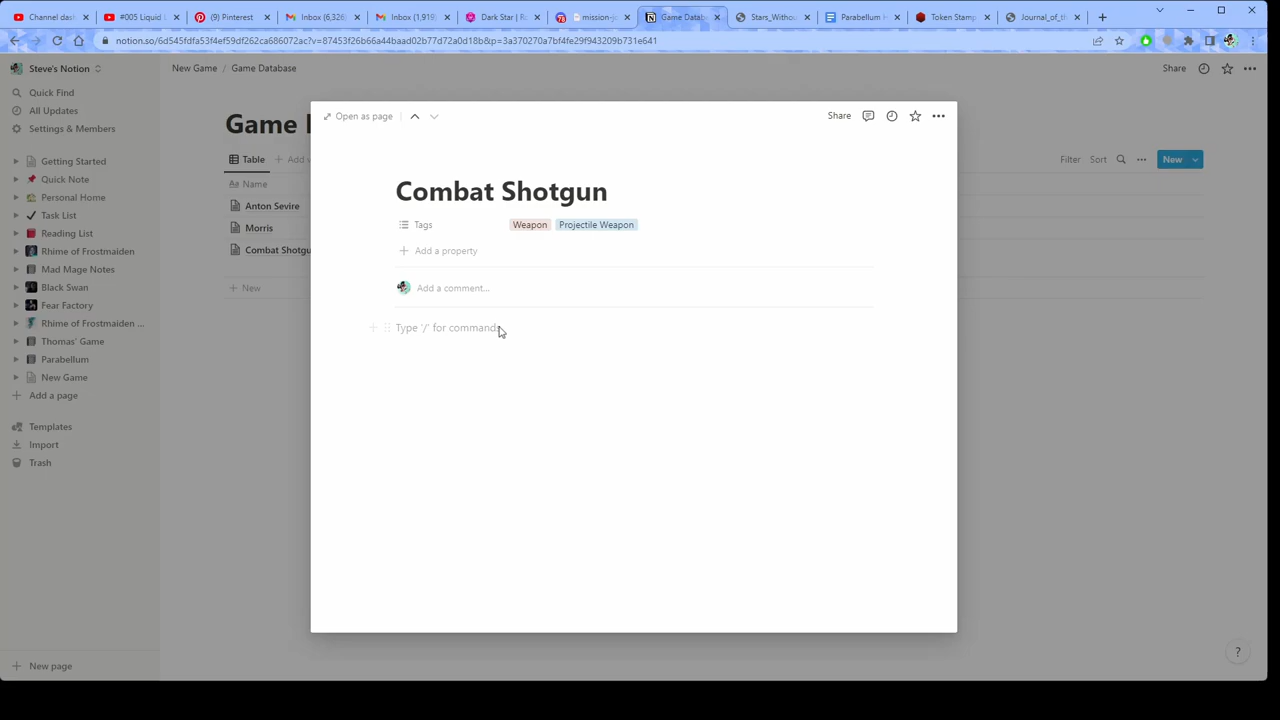 Channel dash
#005 Liquid
(9) Pinterest
Inbox (6,326
Inbox (1,919)
Dark Star | R
mission-jo
Game Datab
Stars_Withou
Parabellum
Token Stamp
Journal_of_th
notion.so/6d545fdfa53f4ef59df262ca686072ac?v=87453f26b66a44baad02b77d72a0d18b&p=3a370270a7bf4fe29f943209b731e641
Steve's Notion
New Game / Game Database
Share
Quick Find
All Updates
Settings & Members
Getting Started
Quick Note
Personal Home
Task List
Reading List
Rhime of Frostmaiden
Mad Mage Notes
Black Swan
Fear Factory
Rhime of Frostmaiden ...
Thomas' Game
Parabellum
New Game
Add a page
Templates
Import
Trash
New page
Game
Table
Add v
Filter
Sort
New
Name
Anton Sevire
Morris
Combat Shotgu
New
Open as page
Share
Combat Shotgun
Tags
Weapon
Projectile Weapon
Add a property
Add a comment...
Type '/' for commands
?